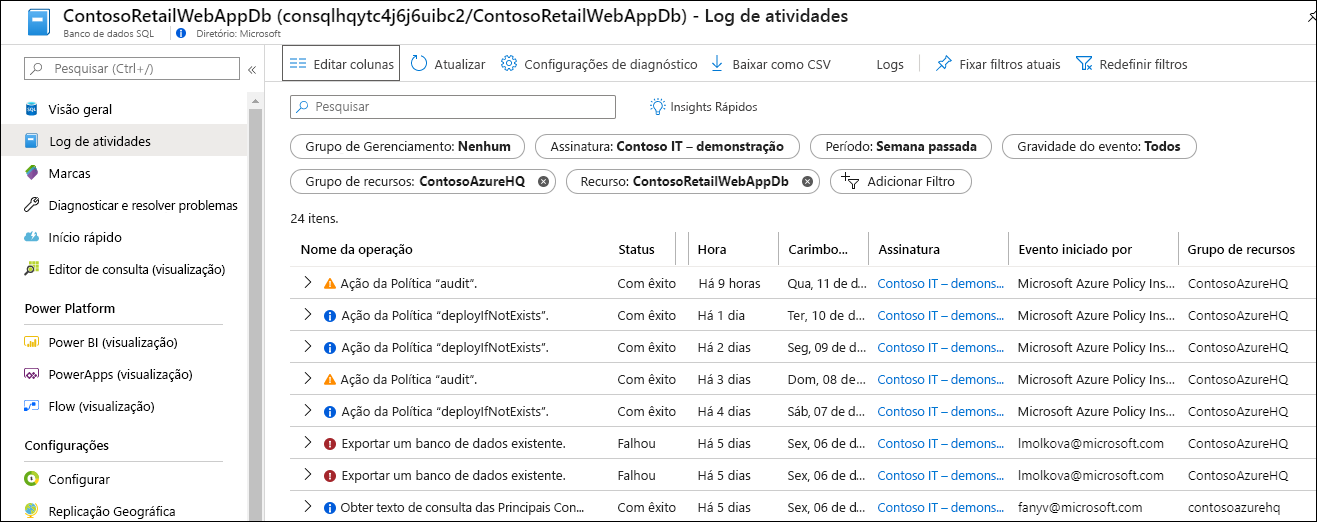 ContosoRetailWebAppDb (consqlhqytc4j6j6uibc2/ContosoRetailWebAppDb) - Log de atividades
Banco de dados SQL Diretório: Microsoft
Pesquisar (Ctrl+/)
Visão geral
Log de atividades
Marcas
Diagnosticar e resolver problemas
Início rápido
Editor de consulta (visualização)
Power Platform
Power BI (visualização)
PowerApps (visualização)
Flow (visualização)
Configurações
Configurar
Replicação Geográfica
Editar colunas Atualizar Configurações de diagnóstico Baixar como CSV Logs Fixar filtros atuais Redefinir filtros
Pesquisar Insights Rápidos
Grupo de Gerenciamento: Nenhum Assinatura: Contoso IT – demonstração Período: Semana passada Gravidade do evento: Todos
Grupo de recursos: ContosoAzureHQ Recurso: ContosoRetailWebAppDb Adicionar Filtro
24 itens.
Nome da operação Status Hora Carimbo... Assinatura Evento iniciado por Grupo de recursos
Ação da Política “audit”. Com êxito Há 9 horas Qua, 11 de d... Contoso IT – demons... Microsoft Azure Policy Ins... ContosoAzureHQ
Ação da Política “deployIfNotExists”. Com êxito Há 1 dia Ter, 10 de d... Contoso IT – demons... Microsoft Azure Policy Ins... ContosoAzureHQ
Ação da Política “deployIfNotExists”. Com êxito Há 2 dias Seg, 09 de d... Contoso IT – demons... Microsoft Azure Policy Ins... ContosoAzureHQ
Ação da Política “audit”. Com êxito Há 3 dias Dom, 08 de... Contoso IT – demons... Microsoft Azure Policy Ins... ContosoAzureHQ
Ação da Política “deployIfNotExists”. Com êxito Há 4 dias Sáb, 07 de d... Contoso IT – demons... Microsoft Azure Policy Ins... ContosoAzureHQ
Exportar um banco de dados existente. Falhou Há 5 dias Sex, 06 de d... Contoso IT – demons... lmolkova@microsoft.com ContosoAzureHQ
Exportar um banco de dados existente. Falhou Há 5 dias Sex, 06 de d... Contoso IT – demons... lmolkova@microsoft.com ContosoAzureHQ
Obter texto de consulta das Principais Con... Com êxito Há 5 dias Sex, 06 de d... Contoso IT – demons... fanyv@microsoft.com contosoazurehq